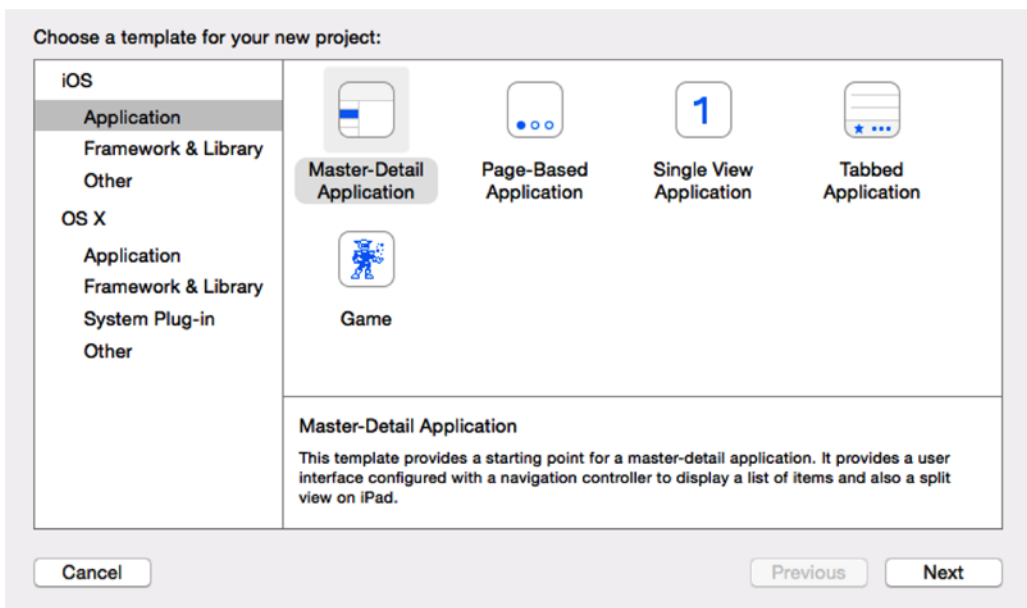 Choose a template for your new project:
iOS
Application
Framework & Library
Other
OS X
Application
Framework & Library
System Plug-in
Other
Master-Detail
Application
Page-Based
Application
1
Single View
Application
Tabbed
Application
Game
Master-Detail Application
This template provides a starting point for a master-detail application. It provides a user
interface configured with a navigation controller to display a list of items and also a split
view on iPad.
Cancel
Previous
Next